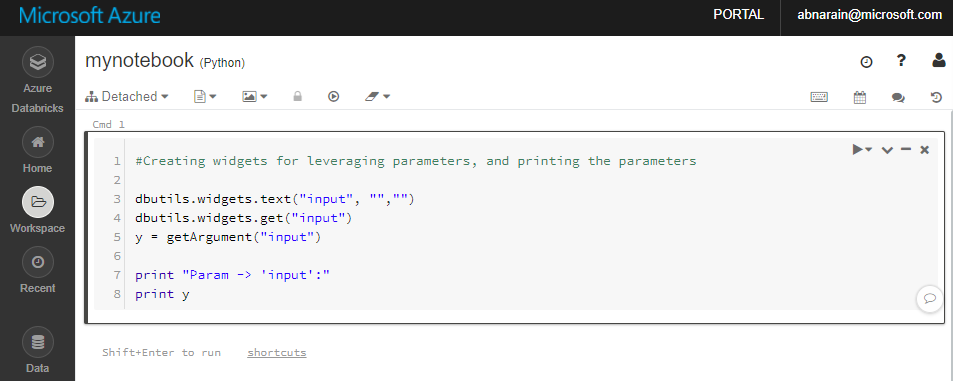 Microsoft Azure
PORTAL
abnarain@microsoft.com
Azure
Databricks
Home
Workspace
Recent
Data
mynotebook (Python)
Detached
?
Cmd 1
1 #Creating widgets for leveraging parameters, and printing the parameters
2
3 dbutils.widgets.text("input", "","")
4 dbutils.widgets.get("input")
5 y = getArgument("input")
6
7 print "Param -> 'input':"
8 print y
Shift+Enter to run shortcuts